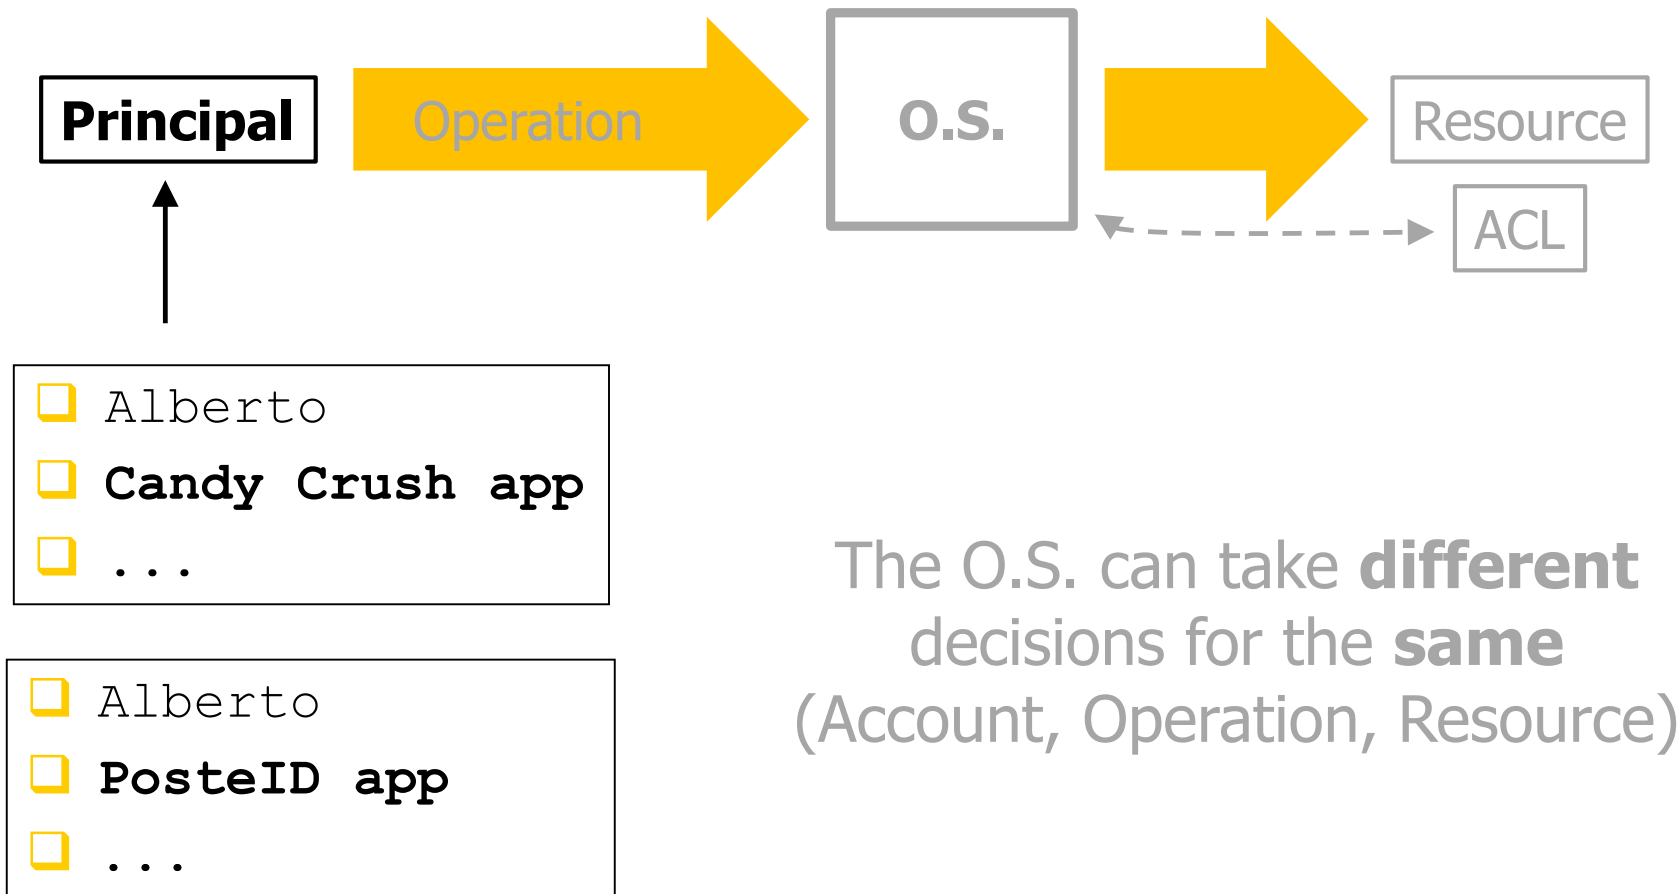 Principal
Operation
O.S.
Resource
ACL
Alberto
Candy Crush app
...
Alberto
PosteID app
...
The O.S. can take different
decisions for the same
(Account, Operation, Resource)